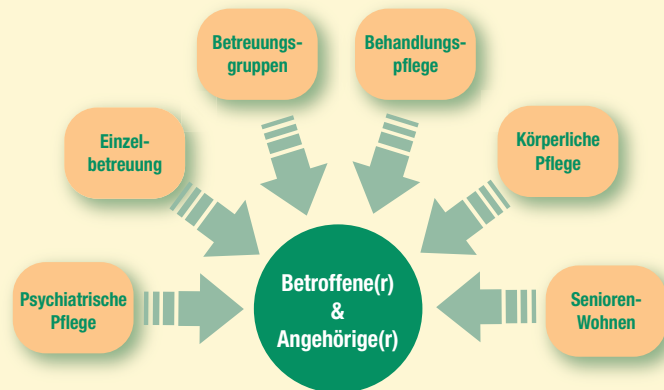 Betreuungs-
gruppen
Behandlungs-
pflege
Einzel-
betreuung
Körperliche
Pflege
Psychiatrische
Pflege
Betroffene(r)
&
Angehörige(r)
Senioren-
Wohnen